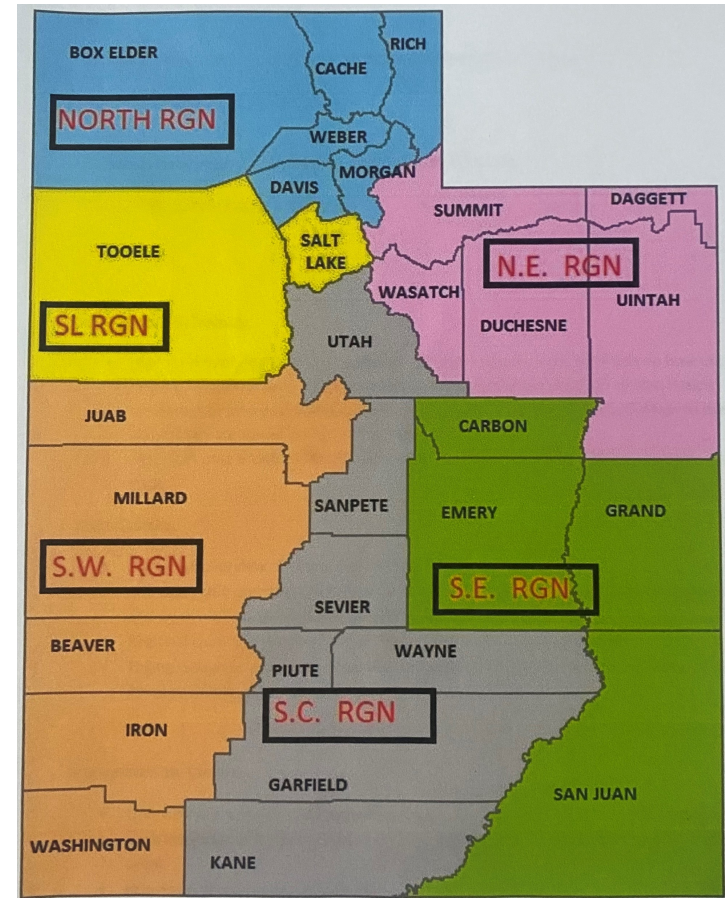 BOX ELDER
CACHE
RICH
NORTH RGN
WEBER
MORGAN
DAVIS
SUMMIT
DAGGETT
TOOELE
SALT
LAKE
N.E. RGN
WASATCH
UINTAH
SL RGN
DUCHESNE
UTAH
JUAB
CARBON
MILLARD
SANPETE
EMERY
GRAND
S.W. RGN
S.E. RGN
SEVIER
BEAVER
WAYNE
PIUTE
S.C. RGN
IRON
GARFIELD
SAN JUAN
WASHINGTON
KANE